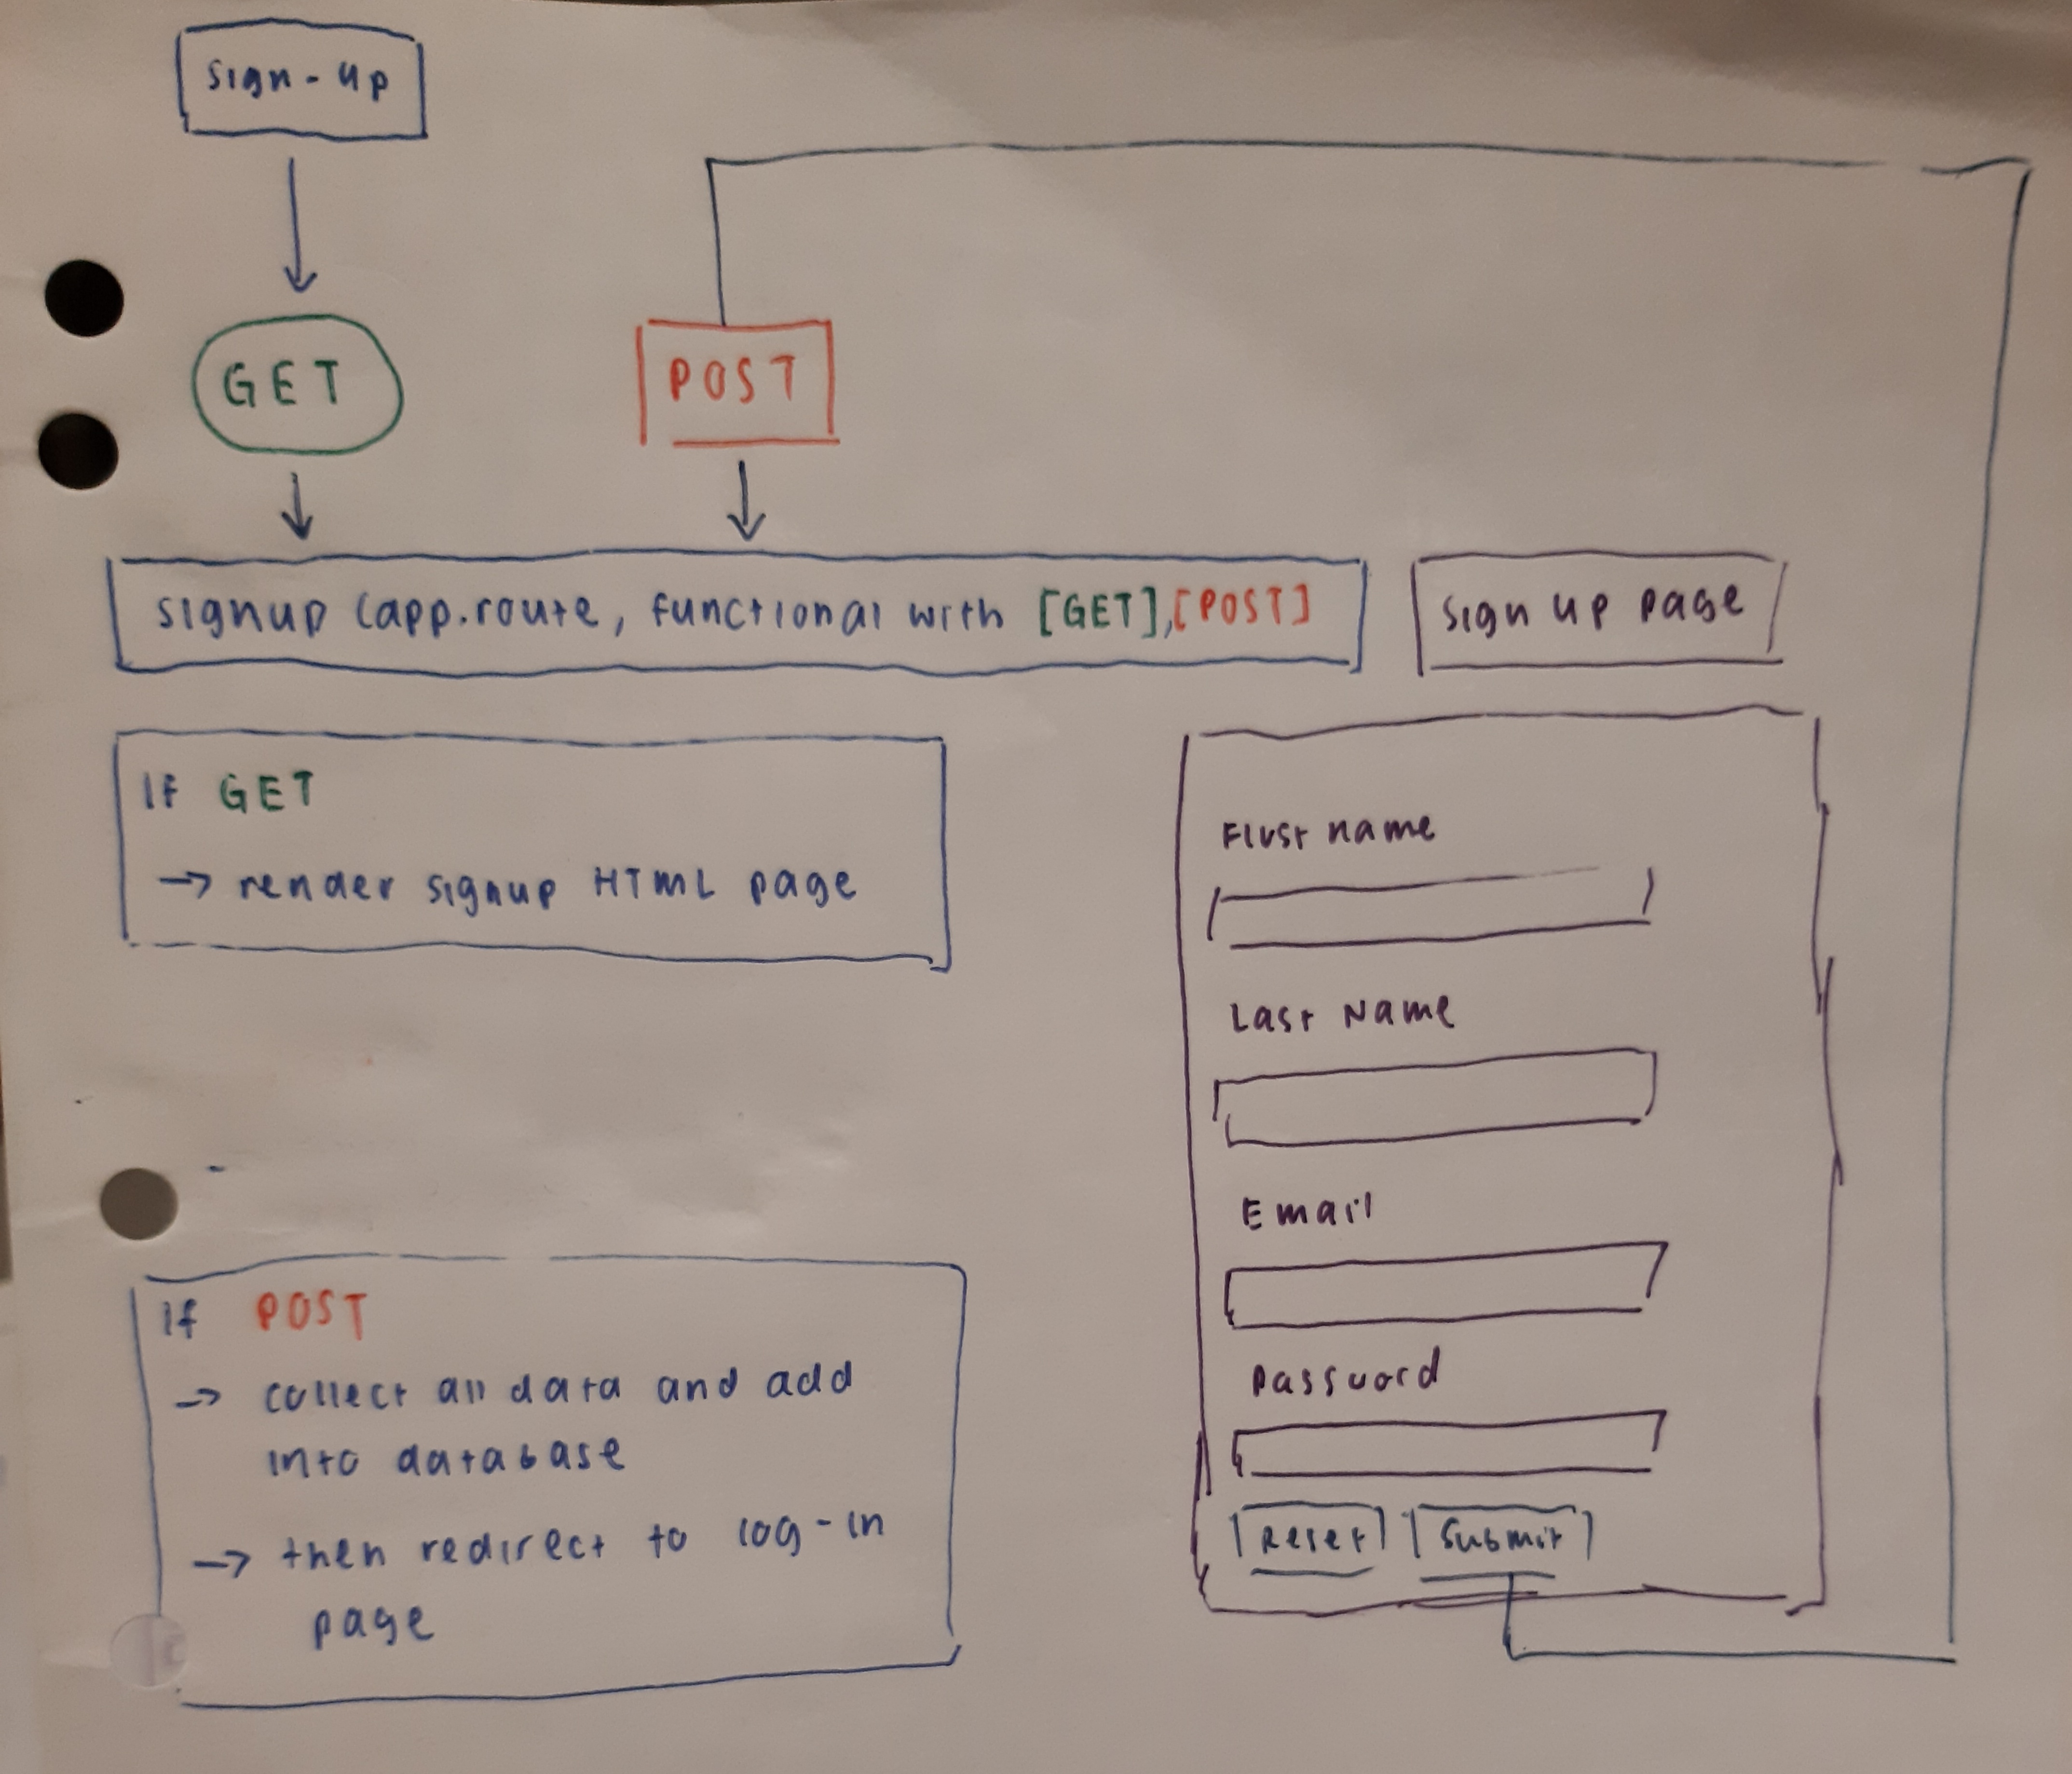 sign-up
GET
POST
signup (app.route, functional with [GET],[POST]
sign up page
If GET
→ render signup HTML page
First name
Last Name
Email
Password
Reset
Submit
If POST
→ collect all data and add
into database
→ then redirect to log-in
page